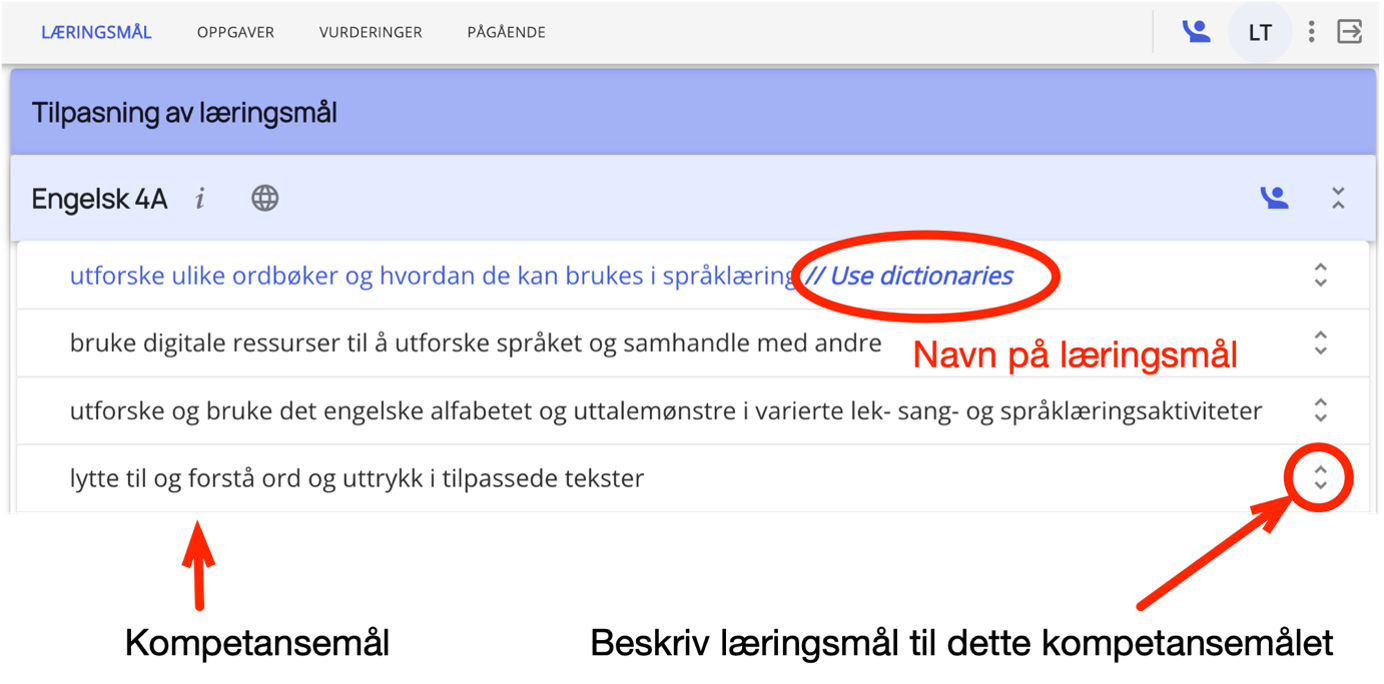 LÆRINGSMÅL OPPGAVER VURDERINGER PÅGÅENDE LT
Tilpasning av læringsmål
Engelsk 4A i
utforske ulike ordbøker og hvordan de kan brukes i språklæring // Use dictionaries
bruke digitale ressurser til å utforske språket og samhandle med andre
Navn på læringsmål
utforske og bruke det engelske alfabetet og uttalemønstre i varierte lek- sang- og språklæringsaktiviteter
lytte til og forstå ord og uttrykk i tilpassede tekster
Kompetansemål
Beskriv læringsmål til dette kompetansemålet